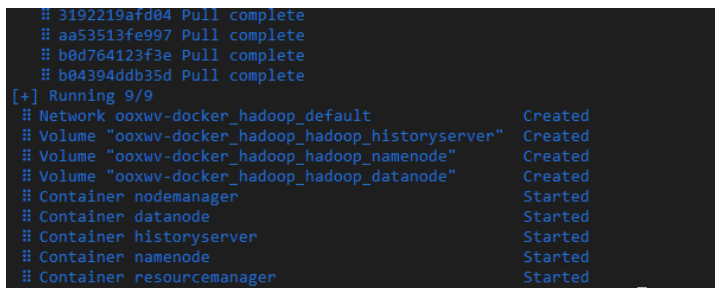 ⠿ 3192219afd04 Pull complete
⠿ aa53513fe997 Pull complete
⠿ b0d764123f3e Pull complete
⠿ b04394ddb35d Pull complete
[+] Running 9/9
⠿ Network ooxwv-docker_hadoop_default Created
⠿ Volume "ooxwv-docker_hadoop_hadoop_historyserver" Created
⠿ Volume "ooxwv-docker_hadoop_hadoop_namenode" Created
⠿ Volume "ooxwv-docker_hadoop_hadoop_datanode" Created
⠿ Container nodemanager Started
⠿ Container datanode Started
⠿ Container historyserver Started
⠿ Container namenode Started
⠿ Container resourcemanager Started